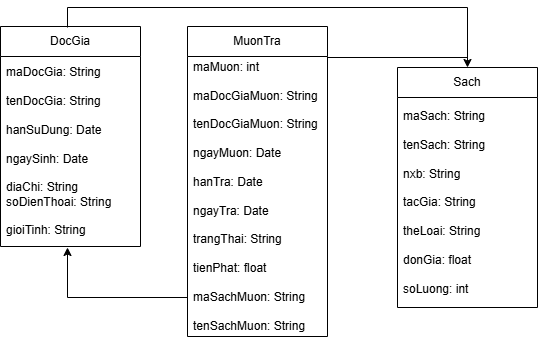 DocGia
maDocGia: String
tenDocGia: String
hanSuDung: Date
ngaySinh: Date
diaChi: String
soDienThoai: String
gioiTinh: String
MuonTra
maMuon: int
maDocGiaMuon: String
tenDocGiaMuon: String
ngayMuon: Date
hanTra: Date
ngayTra: Date
trangThai: String
tienPhat: float
maSachMuon: String
tenSachMuon: String
Sach
maSach: String
tenSach: String
nxb: String
tacGia: String
theLoai: String
donGia: float
soLuong: int